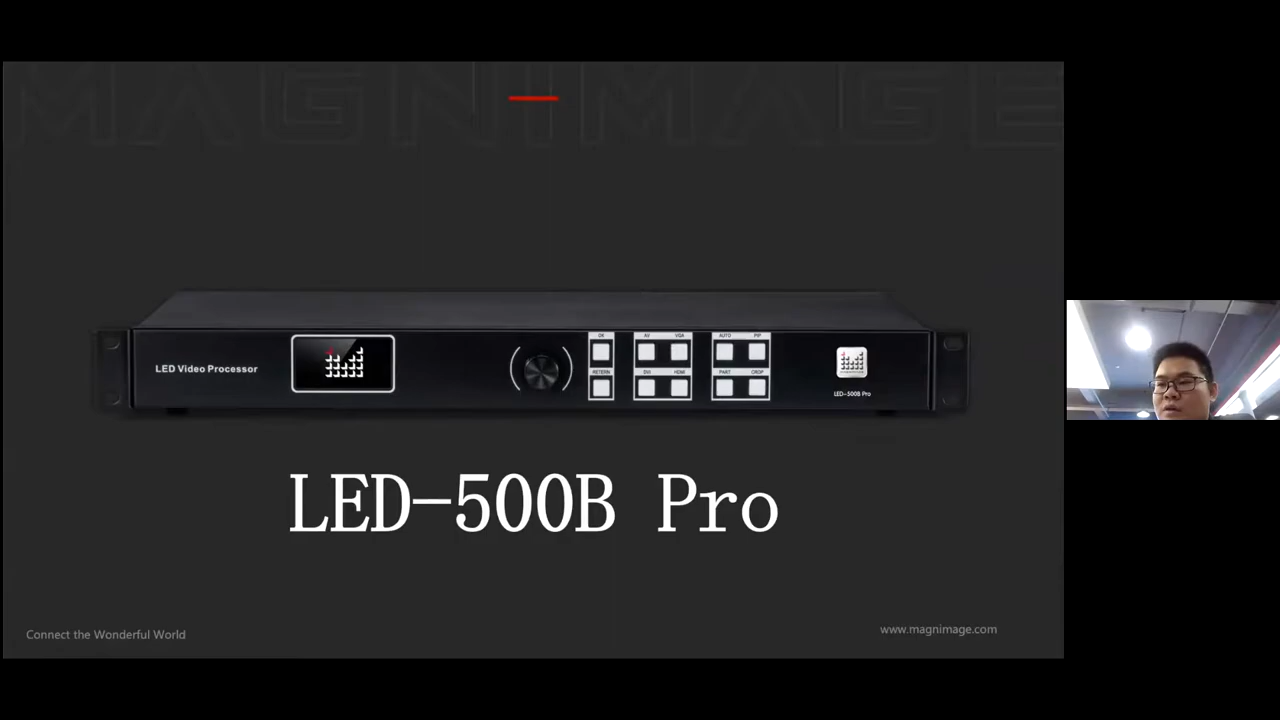 MAGNIMAGE
LED Video Processor
OK
RETERN
AV VGA
DVI HDMI
AUTO PIP
PART CROP
LED-500B Pro
LED-500B Pro
Connect the Wonderful World
www.magnimage.com